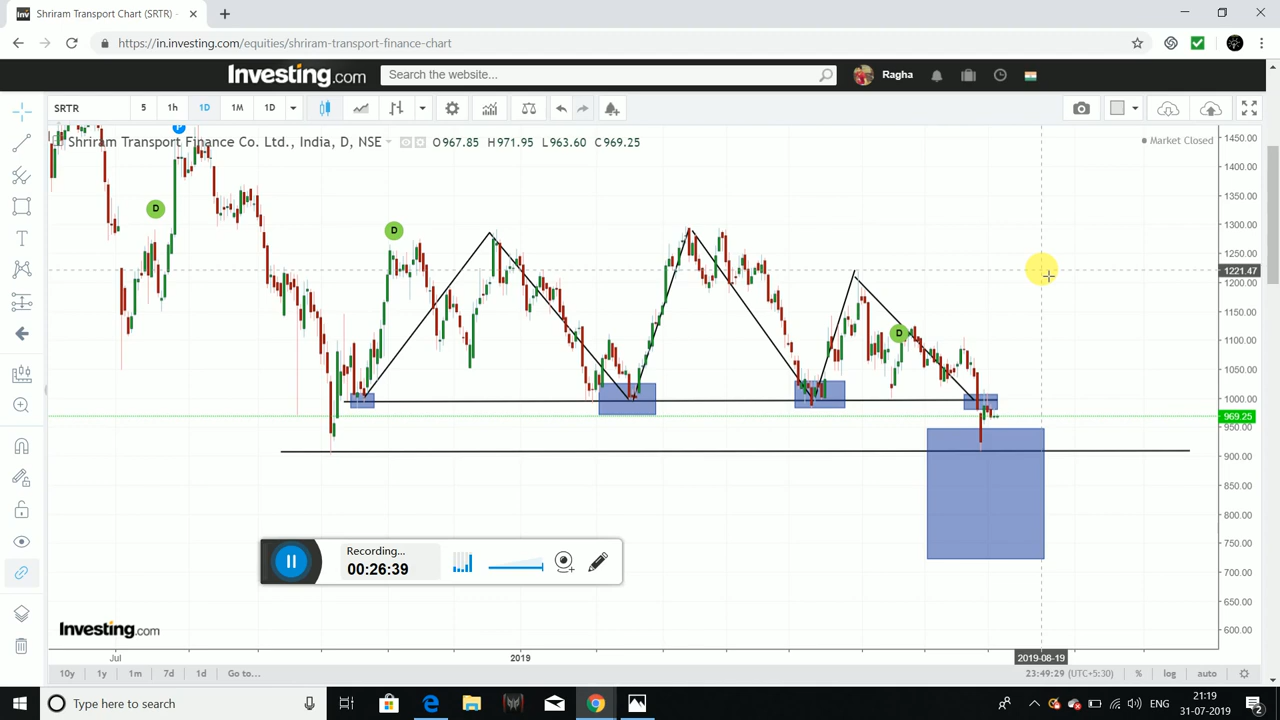 Shriram Transport Chart (SRTR) -
https://in.investing.com/equities/shriram-transport-finance-chart
Investing.com
Search the website...
Ragha
SRTR
5
1h
1D
1M
1D
Shriram Transport Finance Co. Ltd., India, D, NSE
O967.85 H971.95 L963.60 C969.25
Market Closed
P
D
D
D
1450.00
1400.00
1350.00
1300.00
1250.00
1221.47
1200.00
1150.00
1100.00
1050.00
1000.00
969.25
950.00
900.00
850.00
800.00
750.00
700.00
650.00
600.00
Recording...
00:26:39
Investing.com
Jul
2019
2019-08-19
10y
1y
1m
7d
1d
Go to...
23:49:29 (UTC+5:30)
%
log
auto
Type here to search
ENG
21:19
31-07-2019
2